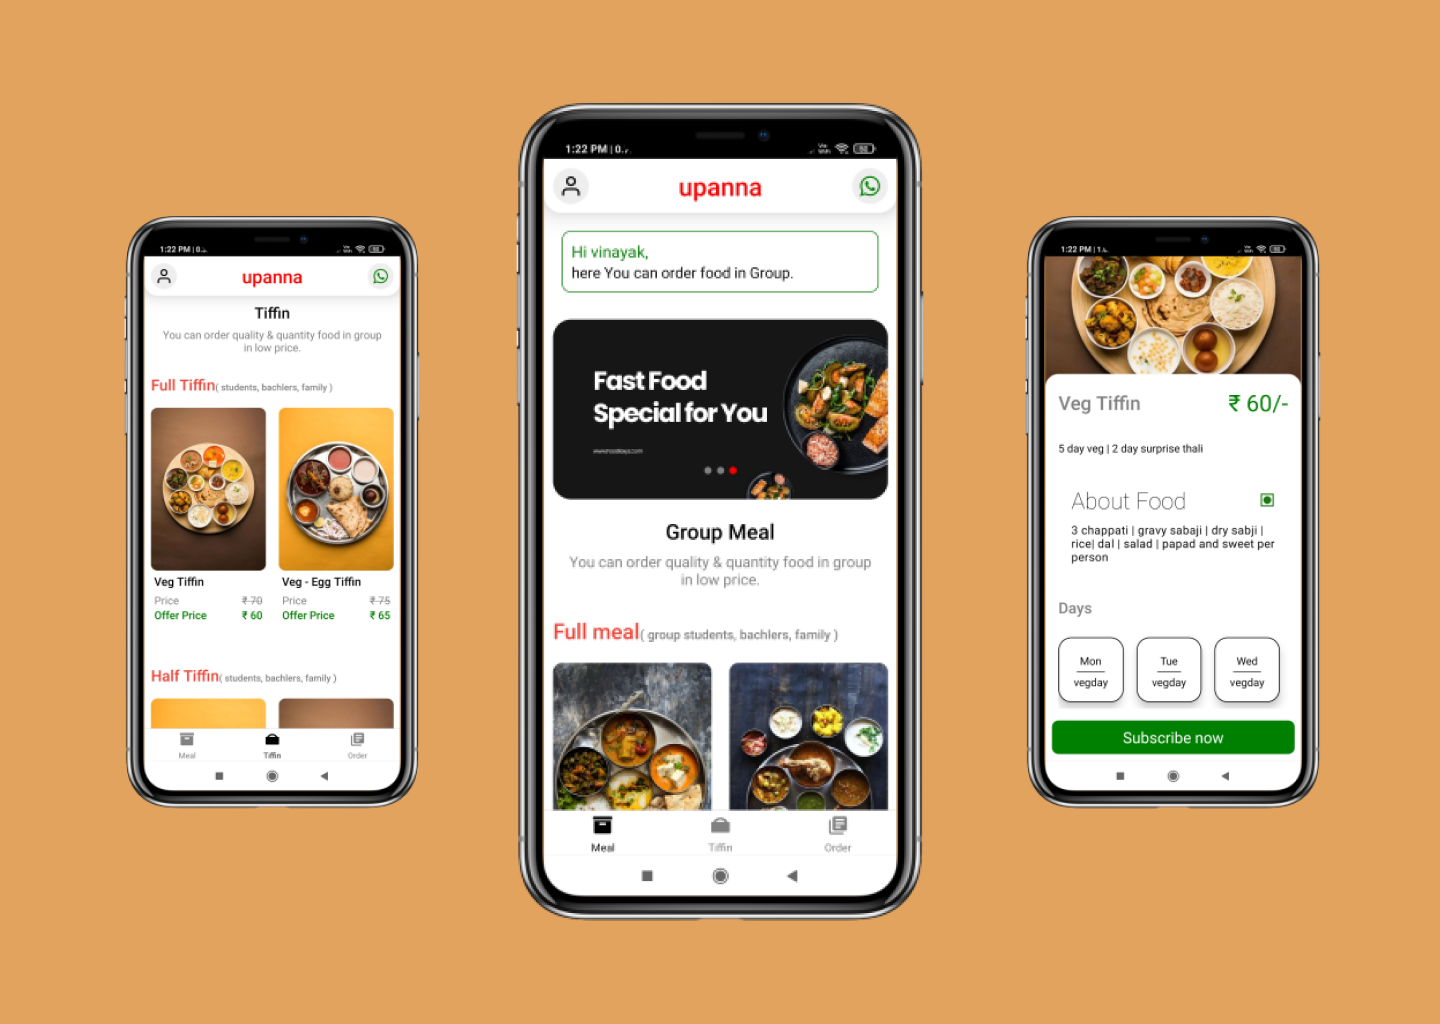 1:22 PM | 0...
upanna
Tiffin
You can order quality & quantity food in group
in low price.
Full Tiffin( students, bachlers, family )
Veg Tiffin
Price ₹ 70
Offer Price ₹ 60
Veg - Egg Tiffin
Price ₹ 75
Offer Price ₹ 65
Half Tiffin( students, bachlers, family )
Meal
Tiffin
Order
1:22 PM | 0...
upanna
Hi vinayak,
here You can order food in Group.
Fast Food
Special for You
Group Meal
You can order quality & quantity food in group
in low price.
Full meal( group students, bachlers, family )
Meal
Tiffin
Order
1:22 PM | 1...
Veg Tiffin
₹ 60/-
5 day veg | 2 day surprise thali
About Food
3 chappati | gravy sabaji | dry sabji |
rice| dal | salad | papad and sweet per
person
Days
Mon
vegday
Tue
vegday
Wed
vegday
Subscribe now